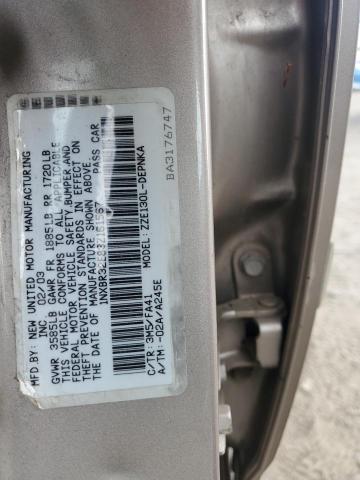 MFD.BY: NEW UNITED MOTOR MANUFACTURING
INC. 02/03
GVWR 3585LB GAWR FR 1885LB RR 1720LB
THIS VEHICLE CONFORMS TO ALL APPLICABLE
FEDERAL MOTOR VEHICLE SAFETY,BUMPER,AND
THEFT PREVENTION STANDARDS IN EFFECT ON
THE DATE OF MANUFACTURE SHOWN ABOVE.
PASS CAR
MODEL: ZZE130L-DEPNKA
C/TR: 3M5/FA41
A/TM: -02A/A245E
BA3176747